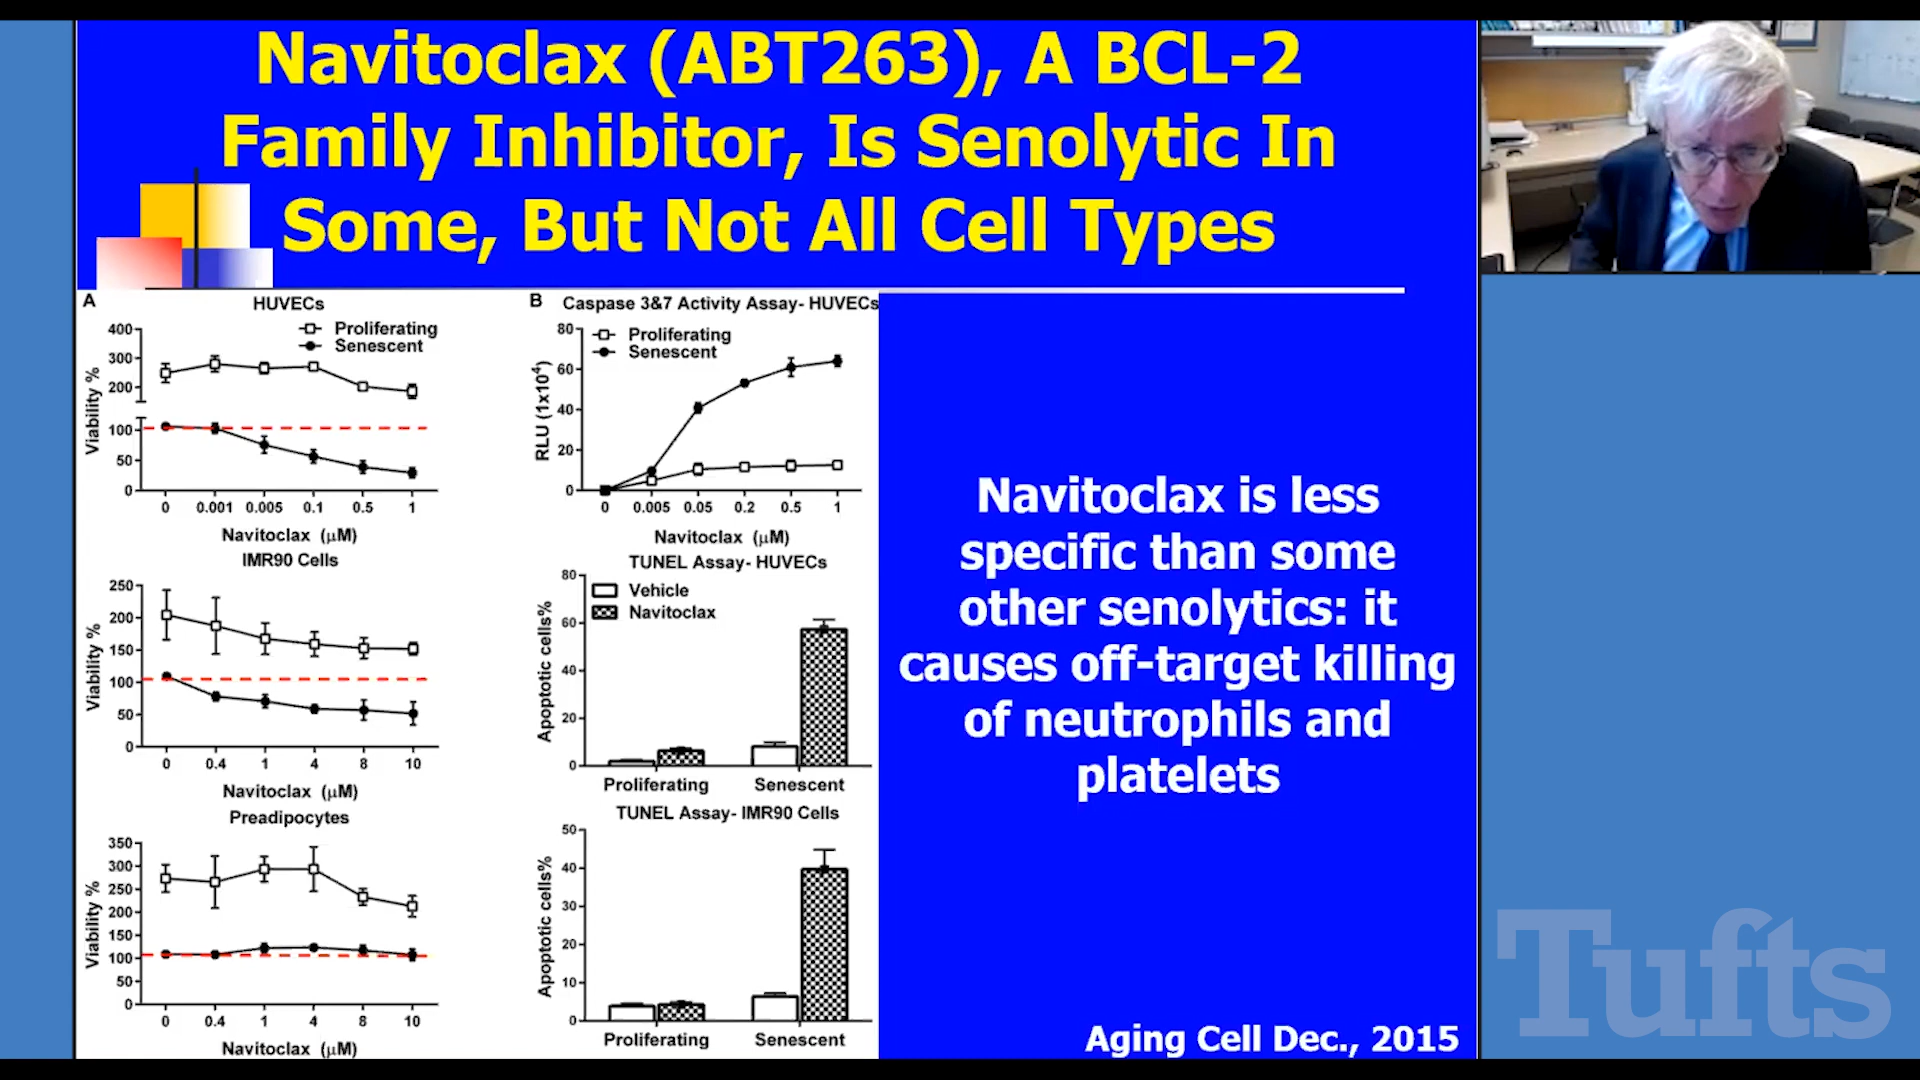 Navitoclax (ABT263), A BCL-2
Family Inhibitor, Is Senolytic In
Some, But Not All Cell Types
A
HUVECs
Proliferating
Senescent
400
300
200
100
50
0
Viability %
0 0.001 0.005 0.1 0.5 1
Navitoclax (μM)
IMR90 Cells
250
200
150
100
50
0
Viability %
0 0.4 1 4 8 10
Navitoclax (μM)
Preadipocytes
350
300
250
200
150
100
50
0
Viability %
0 0.4 1 4 8 10
Navitoclax (μM)
B
Caspase 3&7 Activity Assay- HUVECs
Proliferating
Senescent
80
60
40
20
0
RLU (1x10⁴)
0 0.005 0.05 0.2 0.5 1
Navitoclax (μM)
TUNEL Assay- HUVECs
Vehicle
Navitoclax
80
60
40
20
0
Apoptotic cells%
Proliferating Senescent
TUNEL Assay- IMR90 Cells
50
40
30
20
10
0
Apoptotic cells%
Proliferating Senescent
Navitoclax is less
specific than some
other senolytics: it
causes off-target killing
of neutrophils and
platelets
Aging Cell Dec., 2015
Tufts